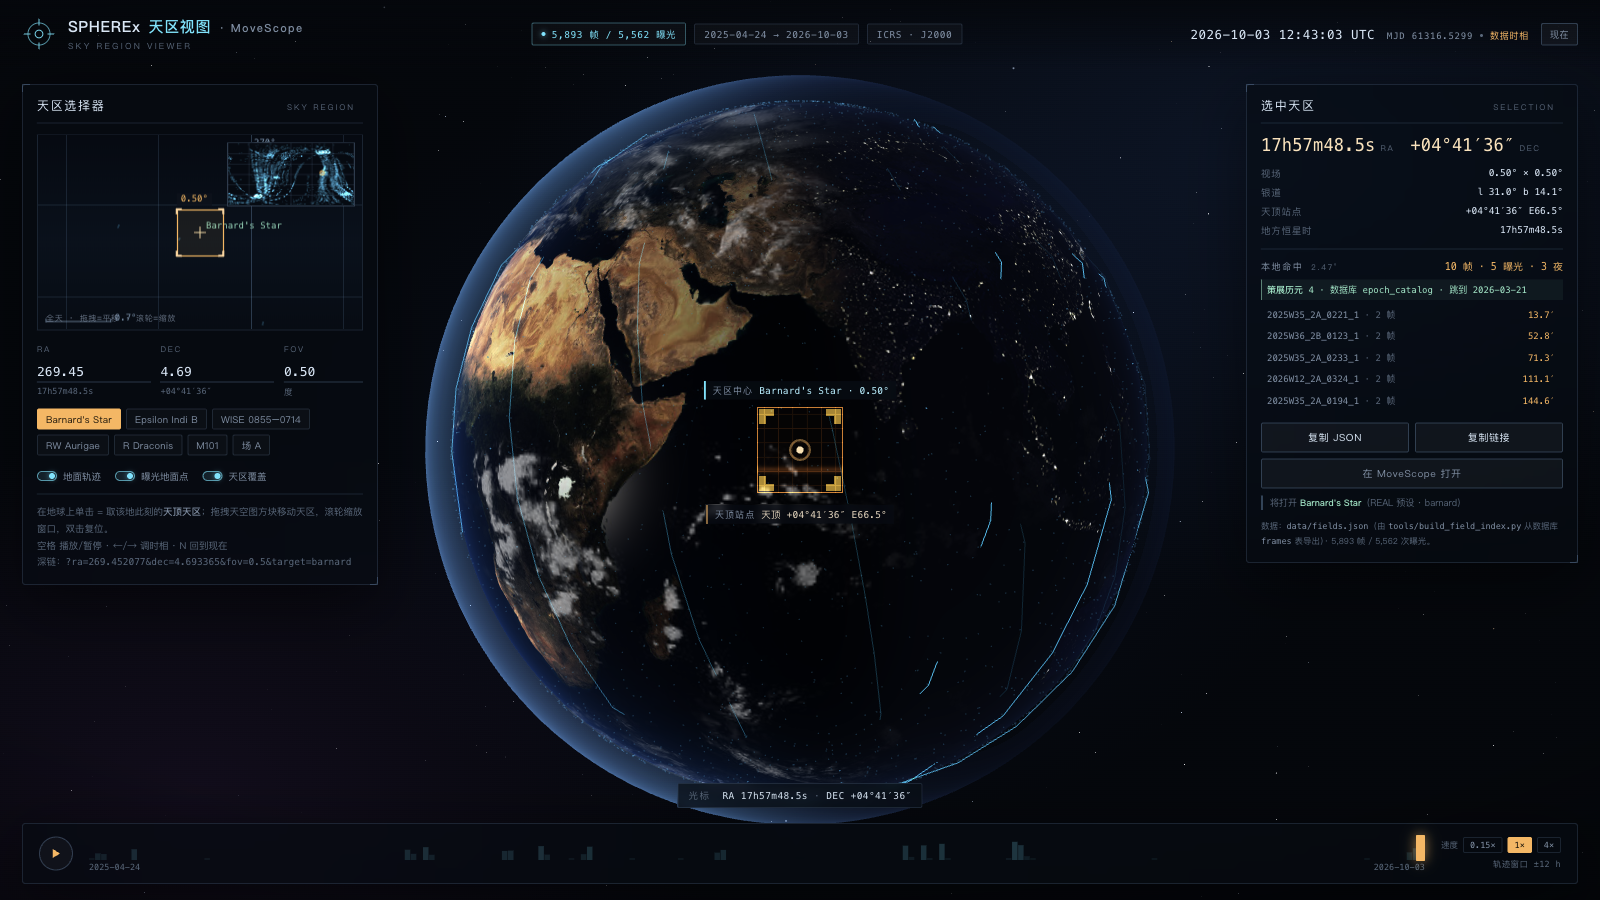 SPHEREx 天区视图 · MoveScope
SKY REGION VIEWER
5,893 帧 / 5,562 曝光
2025-04-24 → 2026-10-03
ICRS · J2000
2026-10-03 12:43:03 UTC MJD 61316.5299 • 数据时相
现在
天区选择器
SKY REGION
270°
0.50°
Barnard's Star
0.7°
滚轮=缩放
RA
DEC
FOV
269.45
4.69
0.50
17h57m48.5s
+04°41′36″
度
Barnard's Star
Epsilon Indi B
WISE 0855−0714
RW Aurigae
R Draconis
M101
场 A
地面轨迹
曝光地面点
天区覆盖
在地球上单击 = 取该地此刻的天顶天区；拖拽天空图方块移动天区，滚轮缩放
窗口，双击复位。
空格 播放/暂停 · ←/→ 调时相 · N 回到现在
深链：?ra=269.452077&dec=4.693365&fov=0.5&target=barnard
天区中心 Barnard's Star · 0.50°
天顶站点 天顶 +04°41′36″ E66.5°
光标 RA 17h57m48.5s · DEC +04°41′36″
选中天区
SELECTION
17h57m48.5s RA +04°41′36″ DEC
视场 0.50° × 0.50°
银道 l 31.0° b 14.1°
天顶站点 +04°41′36″ E66.5°
地方恒星时 17h57m48.5s
本地命中 2.47° 10 帧 · 5 曝光 · 3 夜
策展历元 4 · 数据库 epoch_catalog · 跳到 2026-03-21
2025W35_2A_0221_1 · 2 帧 13.7′
2025W36_2B_0123_1 · 2 帧 52.8′
2025W35_2A_0233_1 · 2 帧 71.3′
2026W12_2A_0324_1 · 2 帧 111.1′
2025W35_2A_0194_1 · 2 帧 144.6′
复制 JSON
复制链接
在 MoveScope 打开
将打开 Barnard's Star (REAL 预设 · barnard)
数据：data/fields.json (由 tools/build_field_index.py 从数据库
frames 表导出) · 5,893 帧 / 5,562 次曝光。
2025-04-24
2026-10-03
速度 0.15× 1× 4×
轨迹窗口 ±12 h